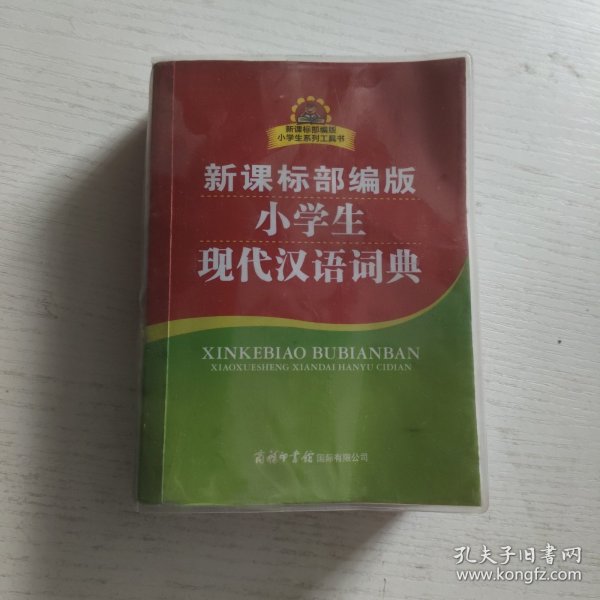 新课标部编版
小学生系列工具书
新课标部编版
小学生
现代汉语词典
XINKEBIAO BUBIANBAN
XIAOXUESHENG XIANDAI HANYU CIDIAN
商务印书馆国际有限公司
孔夫子旧书网
www.kongfz.com